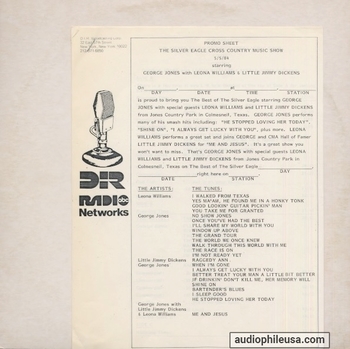 PROMO SHEET
THE SILVER EAGLE CROSS COUNTRY MUSIC SHOW
starring
GEORGE JONES with LEONA WILLIAMS & LITTLE JIMMY DICKENS
On , at ,
DAY DATE TIME STATION
is proud to bring you The Best of The Silver Eagle starring GEORGE
JONES with special guests LEONA WILLIAMS and LITTLE JIMMY DICKENS
from Jones Country Park in Colmesneil, Texas. GEORGE JONES performs
many of his smash hits including: "HE STOPPED LOVING HER TODAY",
"SHINE ON", "I ALWAYS GET LUCKY WITH YOU", plus more. LEONA
WILLIAMS performs a great set and joins GEORGE and CMA Hall of Famer
LITTLE JIMMY DICKENS for "ME AND JESUS". It's a great show you
won't want to miss. That's GEORGE JONES with special guests LEONA
WILLIAMS and LITTLE JIMMY DICKENS from Jones Country Park in
Colmesneil, Texas on The Best of The Silver Eagle
DAY
right here on .
DATE STATION
DIR
RADIO
Networks
THE ARTISTS: THE TUNES:
Leona Williams I WALKED FROM TEXAS
YES MA'AM, HE FOUND ME IN A HONKY TONK
GOOD LOOKIN' GUITAR PICKIN' MAN
YOU TAKE ME FOR GRANTED
George Jones NO SHOW JONES
ONCE YOU'VE HAD THE BEST
I'LL SHARE MY WORLD WITH YOU
WINDOW UP ABOVE
THE GRAND TOUR
THE WORLD WE ONCE KNEW
WALK THROUGH THIS WORLD WITH ME
THE RACE IS ON
I'M NOT READY YET
Little Jimmy Dickens RAGGEDY ANN
George Jones WHEN I'M GONE
I ALWAYS GET LUCKY WITH YOU
BETTER TREAT YOUR MAN A LITTLE BIT BETTER
IF DRINKIN' DON'T KILL ME, HER MEMORY WILL
SHINE ON
BARTENDER'S BLUES
I SLEEP GOOD
HE STOPPED LOVING HER TODAY
George Jones with
Little Jimmy Dickens
& Leona Williams ME AND JESUS
audiophileusa.com